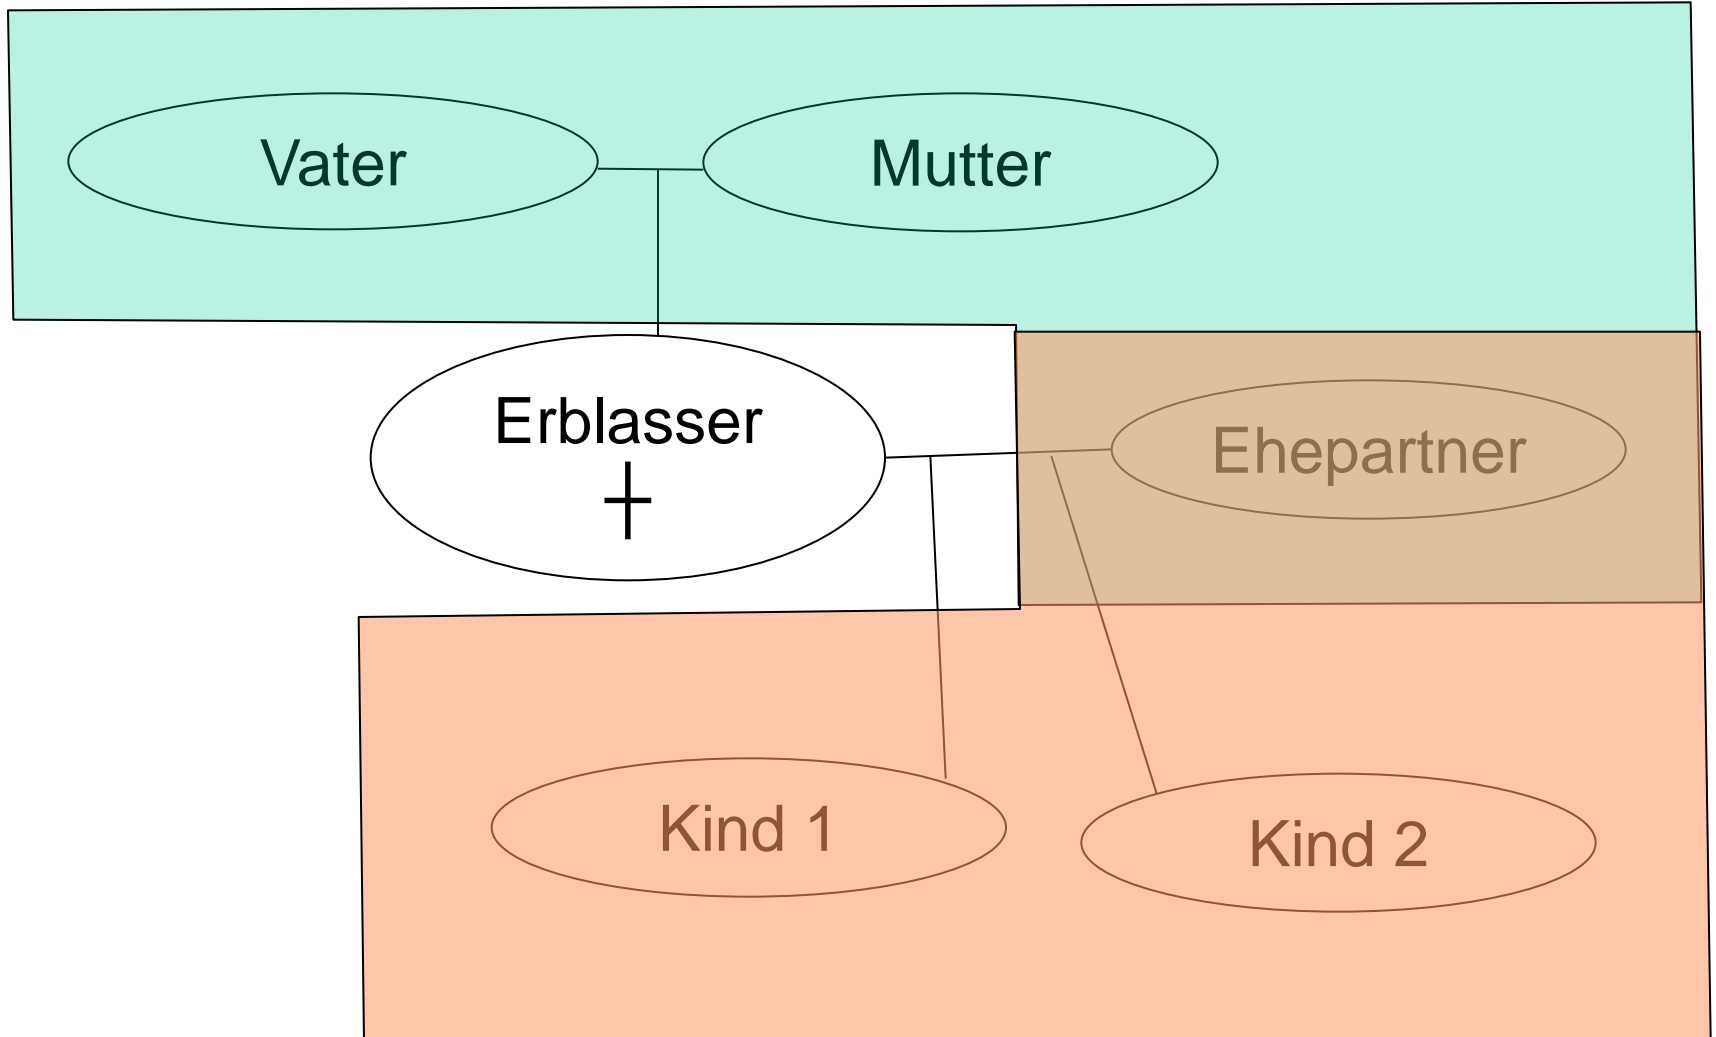 Vater
Mutter
Erblasser
Ehepartner
Kind 1
Kind 2